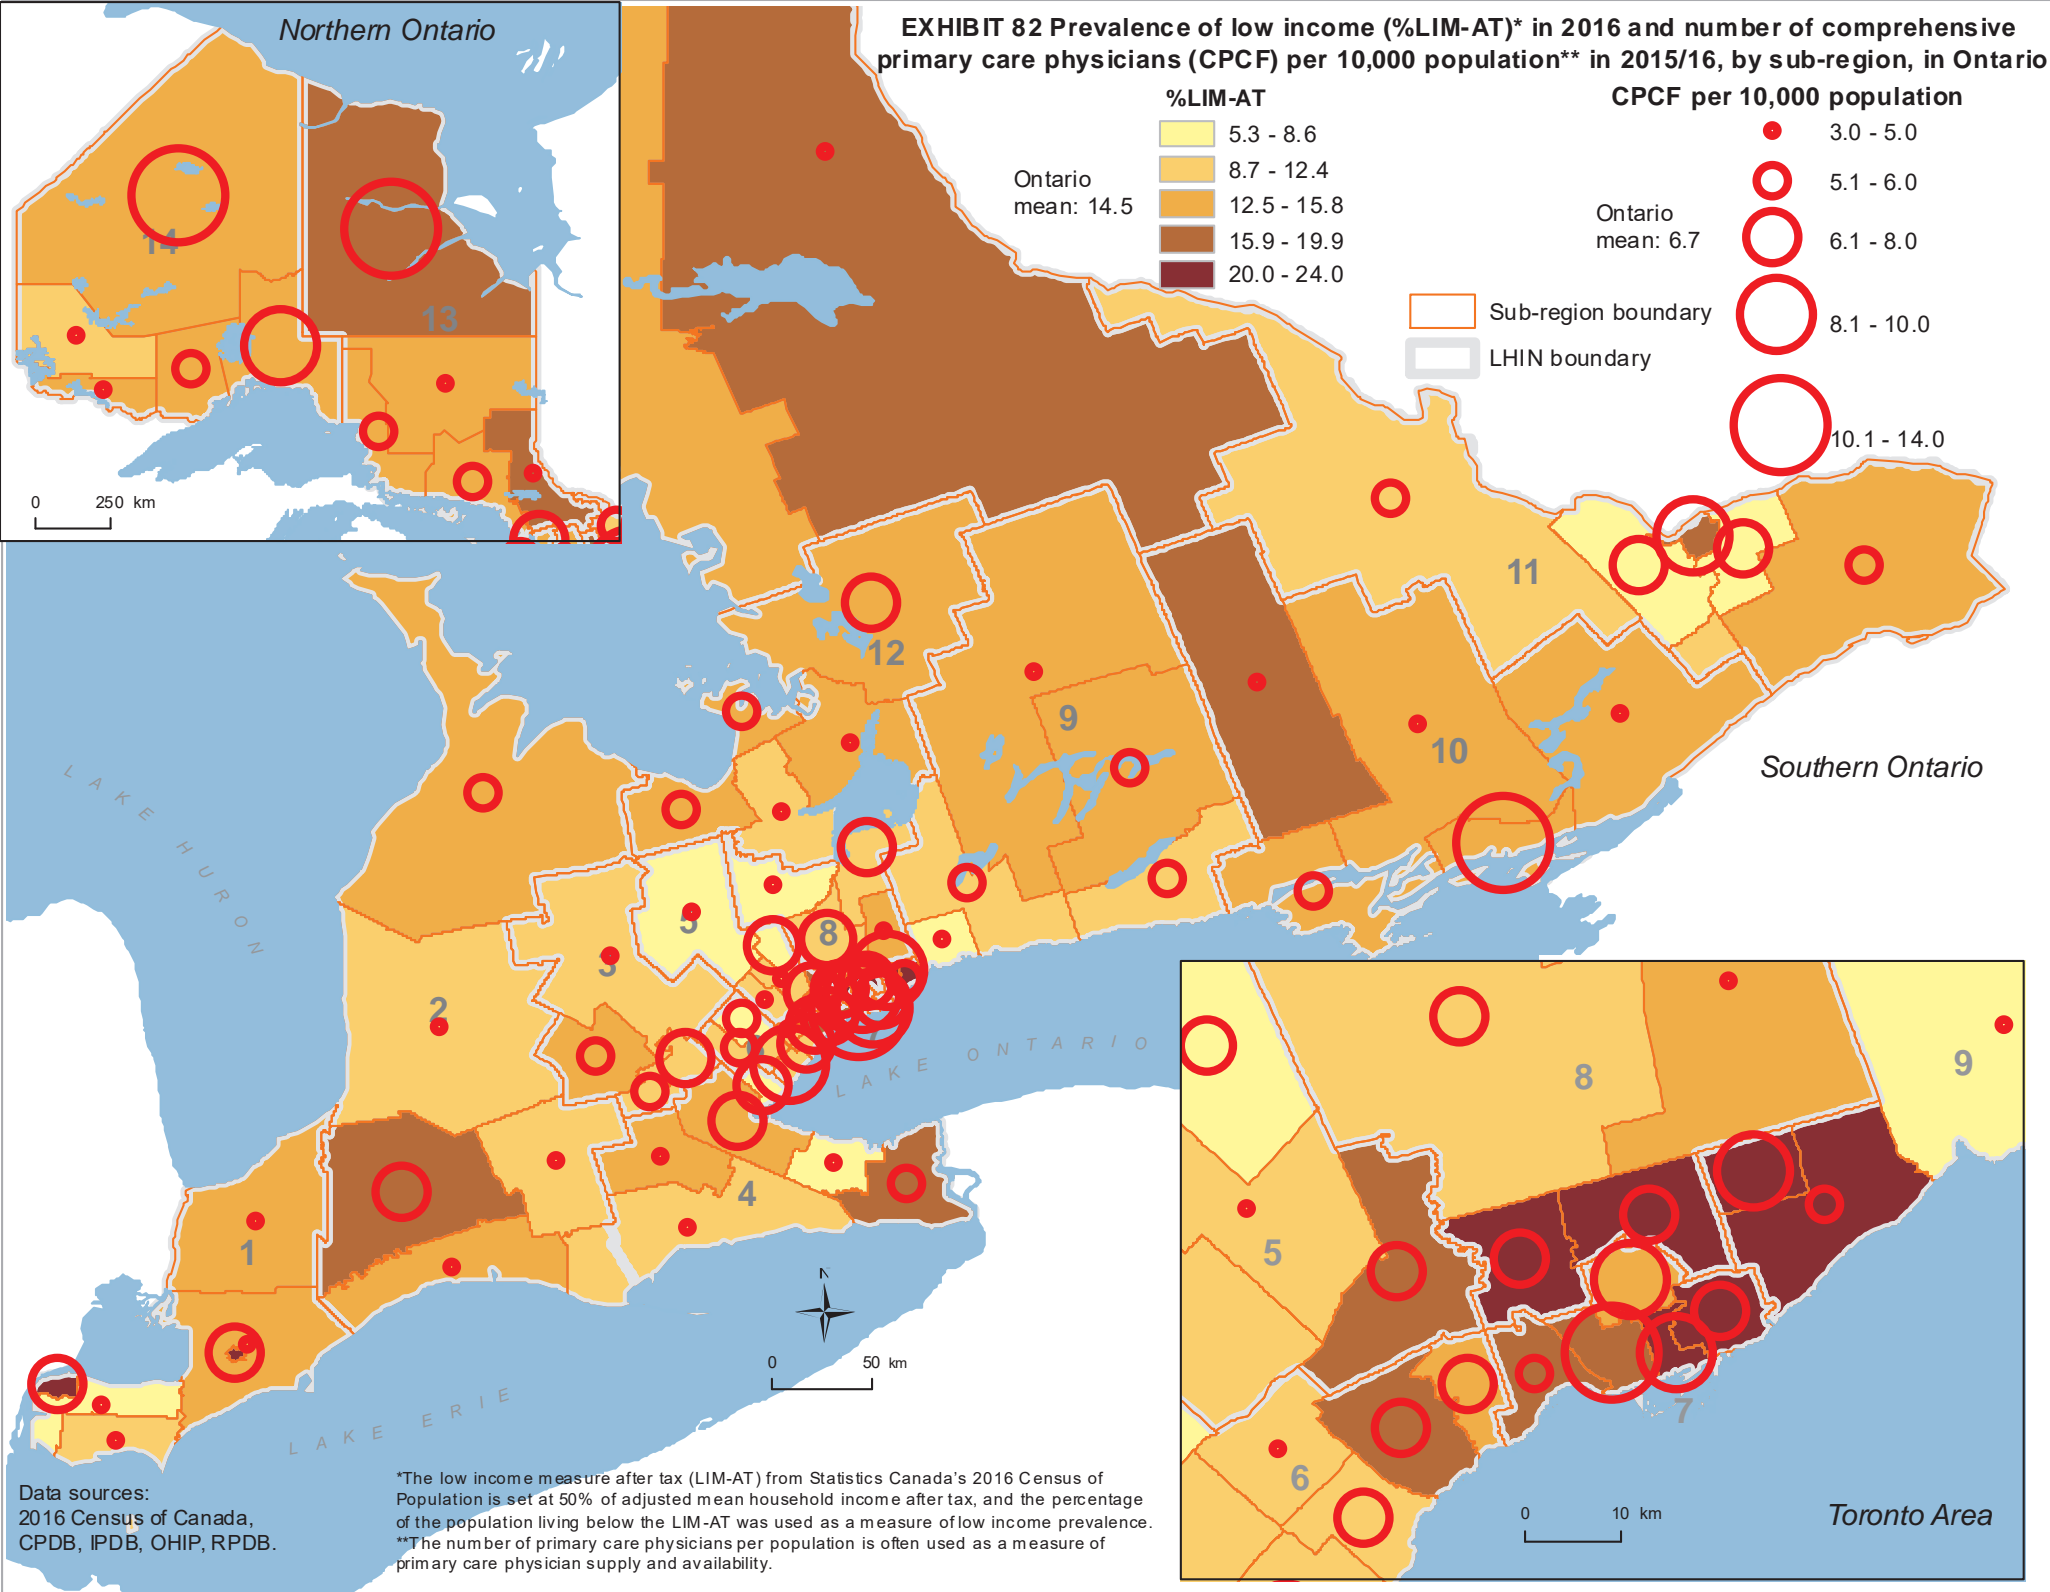 Northern Ontario
EXHIBIT 82 Prevalence of low income (%LIM-AT)* in 2016 and number of comprehensive
primary care physicians (CPCF) per 10,000 population** in 2015/16, by sub-region, in Ontario
%LIM-AT
5.3 - 8.6
8.7 - 12.4
12.5 - 15.8
15.9 - 19.9
20.0 - 24.0
Ontario
mean: 14.5
CPCF per 10,000 population
3.0 - 5.0
5.1 - 6.0
6.1 - 8.0
8.1 - 10.0
10.1 - 14.0
Ontario
mean: 6.7
Sub-region boundary
LHIN boundary
14
13
0 250 km
11
12
9
10
Southern Ontario
LAKE HURON
5
8
3
2
6
7
LAKE ONTARIO
4
1
N
0 50 km
LAKE ERIE
8
9
5
7
6
0 10 km
Toronto Area
Data sources:
2016 Census of Canada,
CPDB, IPDB, OHIP, RPDB.
*The low income measure after tax (LIM-AT) from Statistics Canada's 2016 Census of
Population is set at 50% of adjusted mean household income after tax, and the percentage
of the population living below the LIM-AT was used as a measure of low income prevalence.
**The number of primary care physicians per population is often used as a measure of
primary care physician supply and availability.